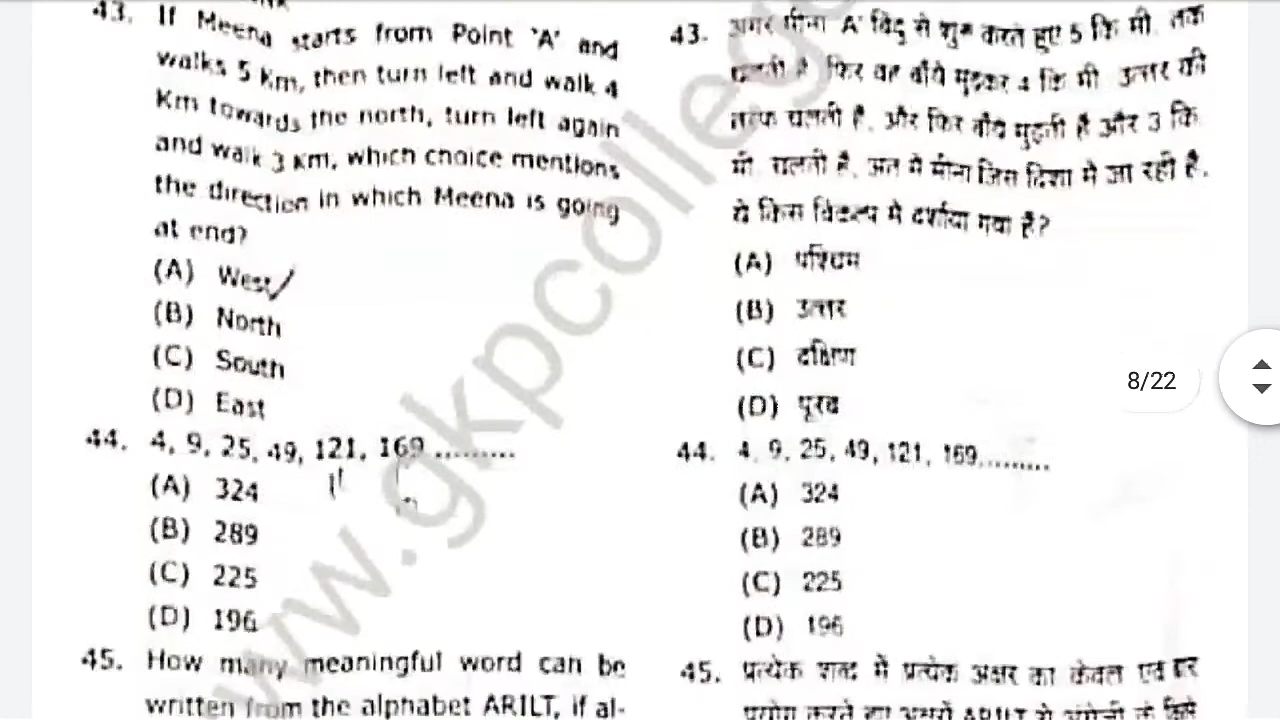 43. If Meena starts from Point 'A' and
walks 5 Km, then turn left and walk 4
Km towards the north, turn left again
and walk 3 Km, which choice mentions
the direction in which Meena is going
at end?
(A) West
(B) North
(C) South
(D) East
44. 4, 9, 25, 49, 121, 169 .........
(A) 324
(B) 289
(C) 225
(D) 196
45. How many meaningful word can be
written from the alphabet ARILT, if al-
43. अगर मीना 'A' बिंदु से शुरू करते हुए 5 कि मी तक
चलती है फिर वह बाँये मुड़कर 4 कि मी उत्तर की
तरफ चलती है, और फिर बाँये मुड़ती है और 3 कि
मी चलती है, अंत मे मीना जिस दिशा मे जा रही है,
वो किस विकल्प मे दर्शाया गया है?
(A) पश्चिम
(B) उत्तर
(C) दक्षिण
(D) पूरब
44. 4, 9, 25, 49, 121, 169.........
(A) 324
(B) 289
(C) 225
(D) 196
45. प्रत्येक शब्द में प्रत्येक अक्षर का केवल एक
ARILT से
www.gkpcolleg
8/22